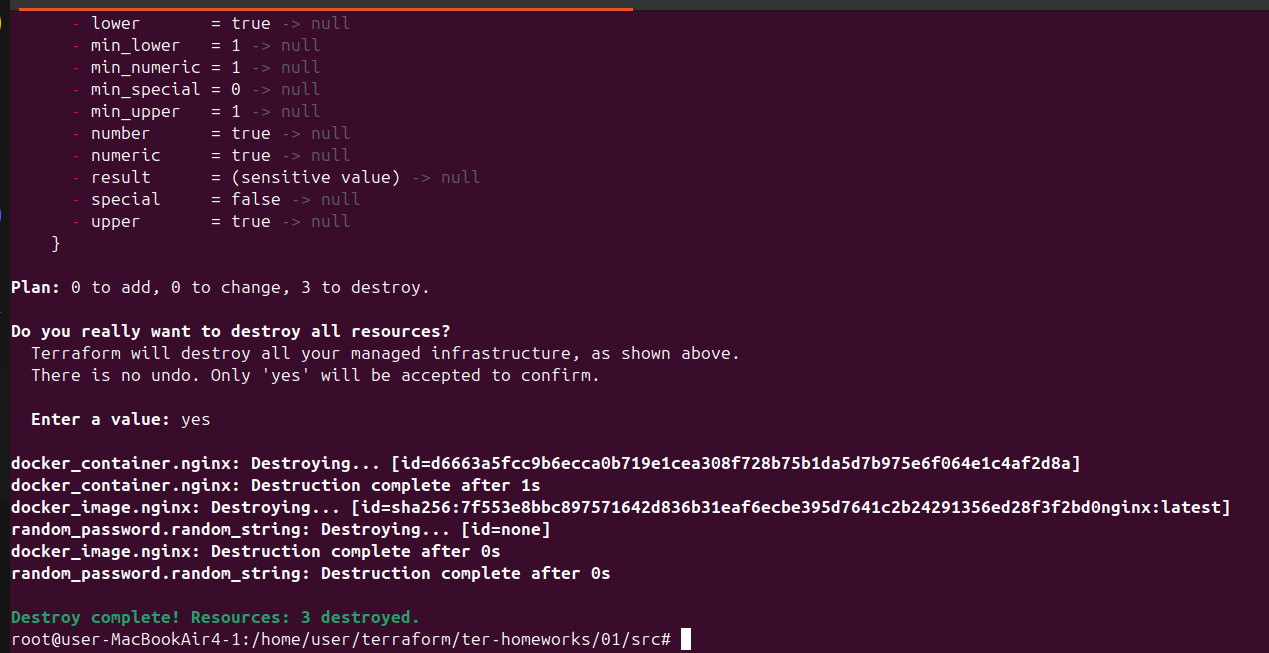 - lower       = true -> null
- min_lower   = 1 -> null
- min_numeric = 1 -> null
- min_special = 0 -> null
- min_upper   = 1 -> null
- number      = true -> null
- numeric     = true -> null
- result      = (sensitive value) -> null
- special     = false -> null
- upper       = true -> null
}
Plan: 0 to add, 0 to change, 3 to destroy.
Do you really want to destroy all resources?
Terraform will destroy all your managed infrastructure, as shown above.
There is no undo. Only 'yes' will be accepted to confirm.
Enter a value: yes
docker_container.nginx: Destroying... [id=d6663a5fcc9b6ecca0b719e1cea308f728b75b1da5d7b975e6f064e1c4af2d8a]
docker_container.nginx: Destruction complete after 1s
docker_image.nginx: Destroying... [id=sha256:7f553e8bbc897571642d836b31eaf6ecbe395d7641c2b24291356ed28f3f2bd0nginx:latest]
random_password.random_string: Destroying... [id=none]
docker_image.nginx: Destruction complete after 0s
random_password.random_string: Destruction complete after 0s
Destroy complete! Resources: 3 destroyed.
root@user-MacBookAir4-1:/home/user/terraform/ter-homeworks/01/src#